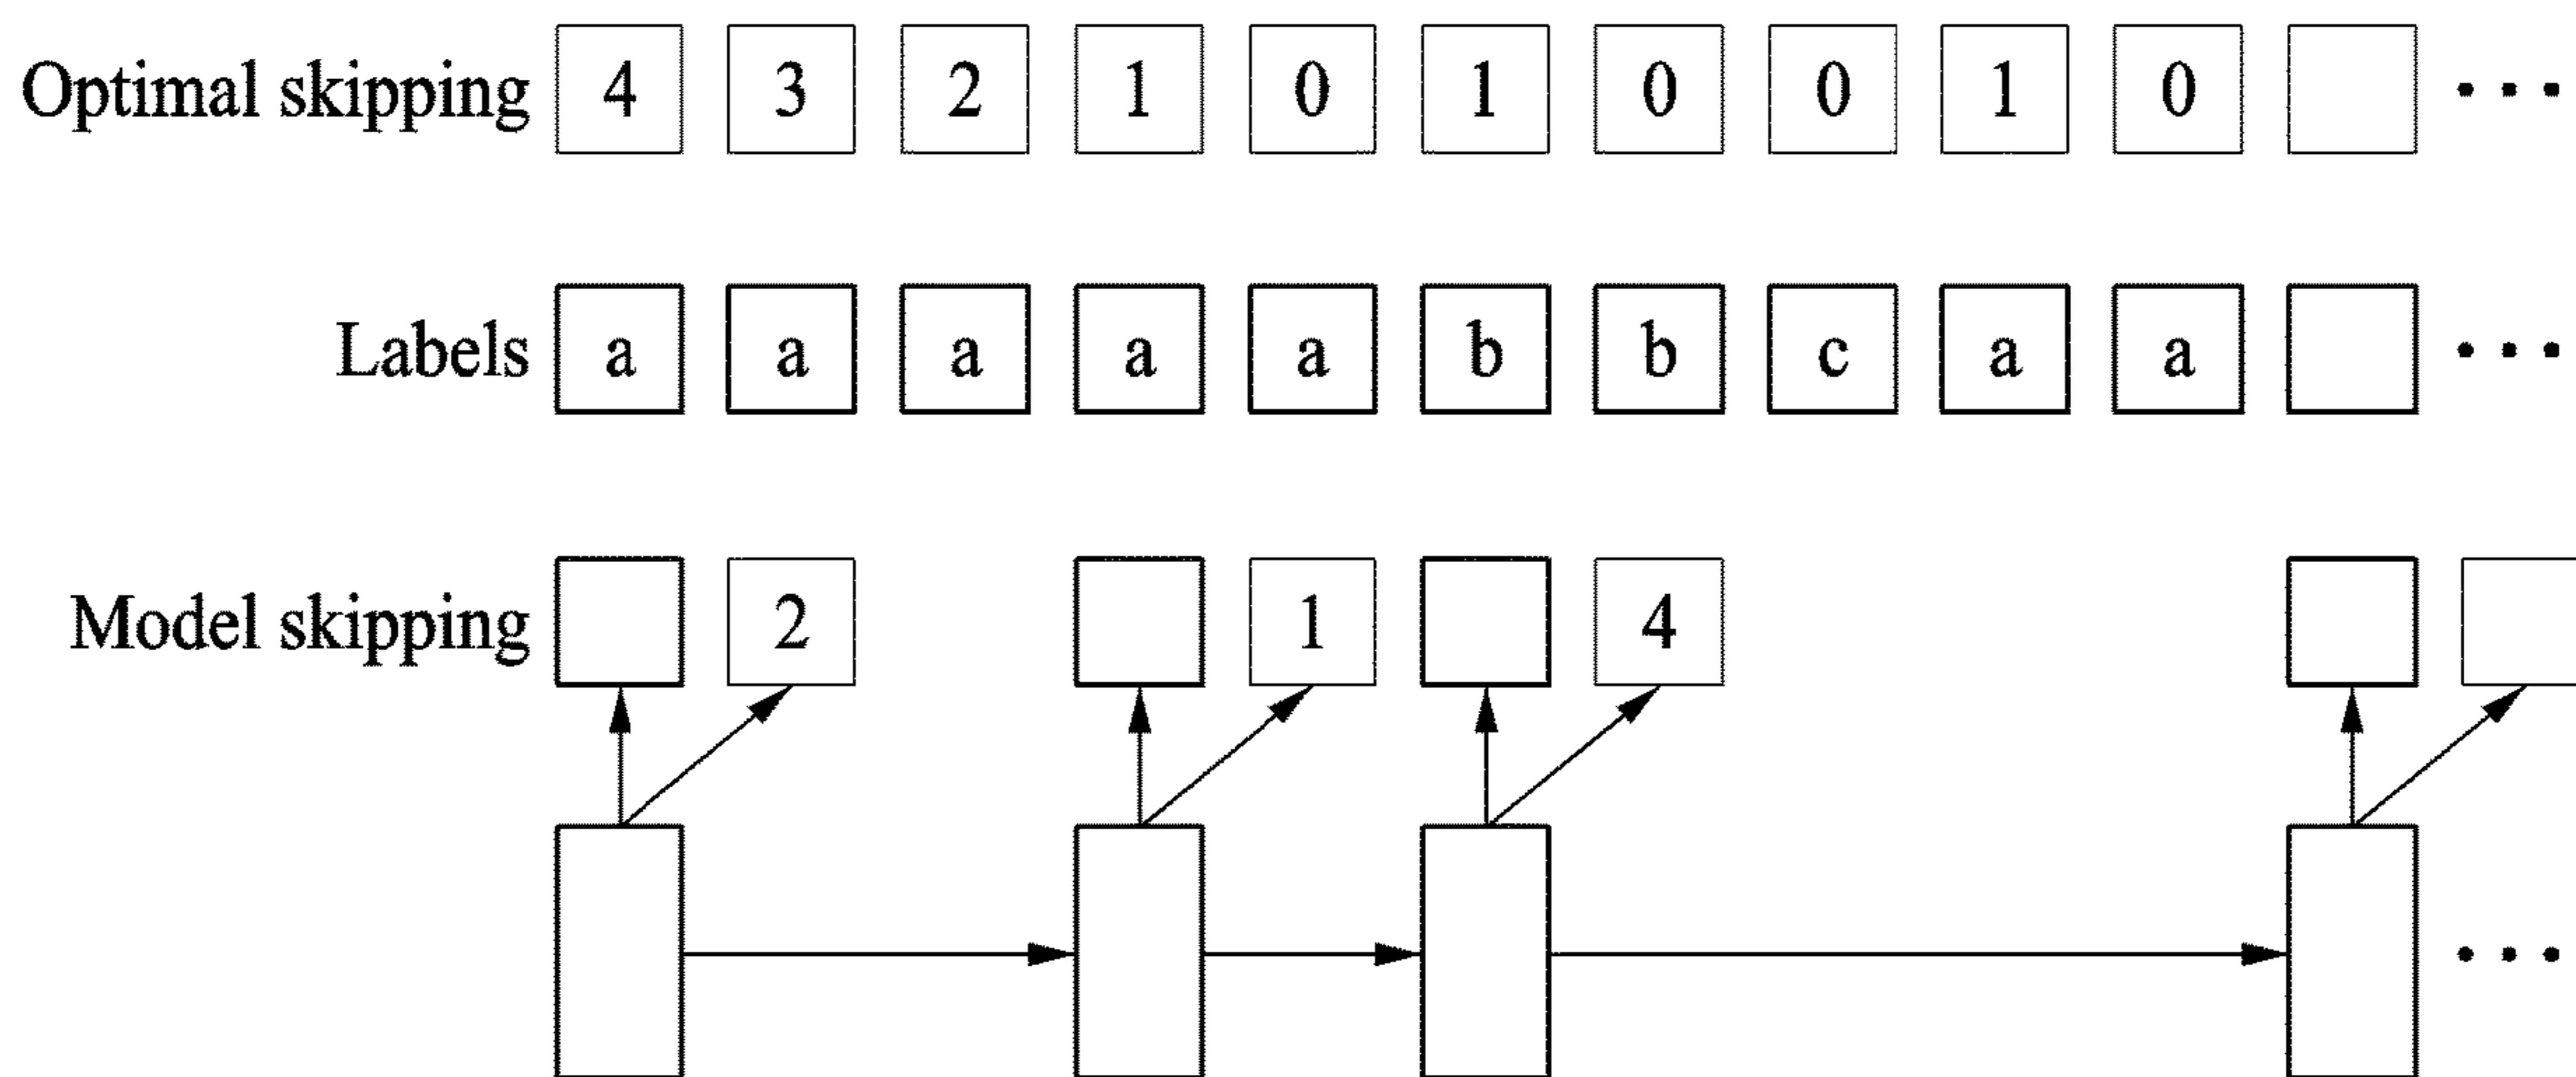 Optimal skipping 4 3 2 1 0 1 0 0 1 0 ...
Labels a a a a a b b c a a ...
Model skipping 2 1 4
...